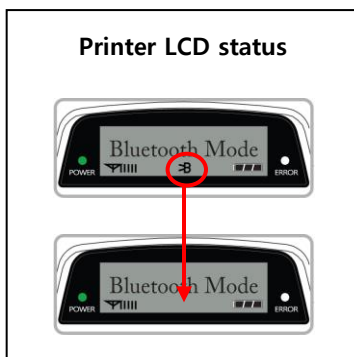 Printer LCD status
Bluetooth Mode
POWER
ERROR
Bluetooth Mode
POWER
ERROR